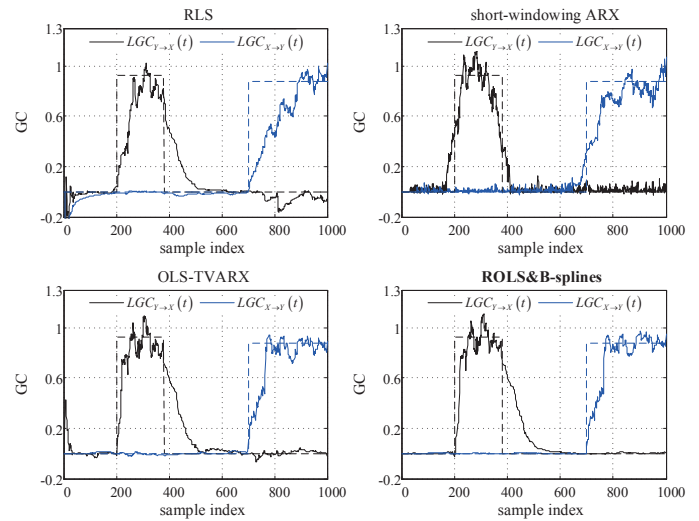 RLS
short-windowing ARX
1.3
LGC_{Y→X}(t) LGC_{X→Y}(t)
1
0.6
0.2
-0.2
GC
0 200 400 600 800 1000
sample index
1.3
LGC_{Y→X}(t) LGC_{X→Y}(t)
1
0.6
0.2
-0.2
GC
0 200 400 600 800 1000
sample index
OLS-TVARX
ROLS&B-splines
1.3
LGC_{Y→X}(t) LGC_{X→Y}(t)
1
0.6
0.2
-0.2
GC
0 200 400 600 800 1000
sample index
1.3
LGC_{Y→X}(t) LGC_{X→Y}(t)
1
0.6
0.2
-0.2
GC
0 200 400 600 800 1000
sample index